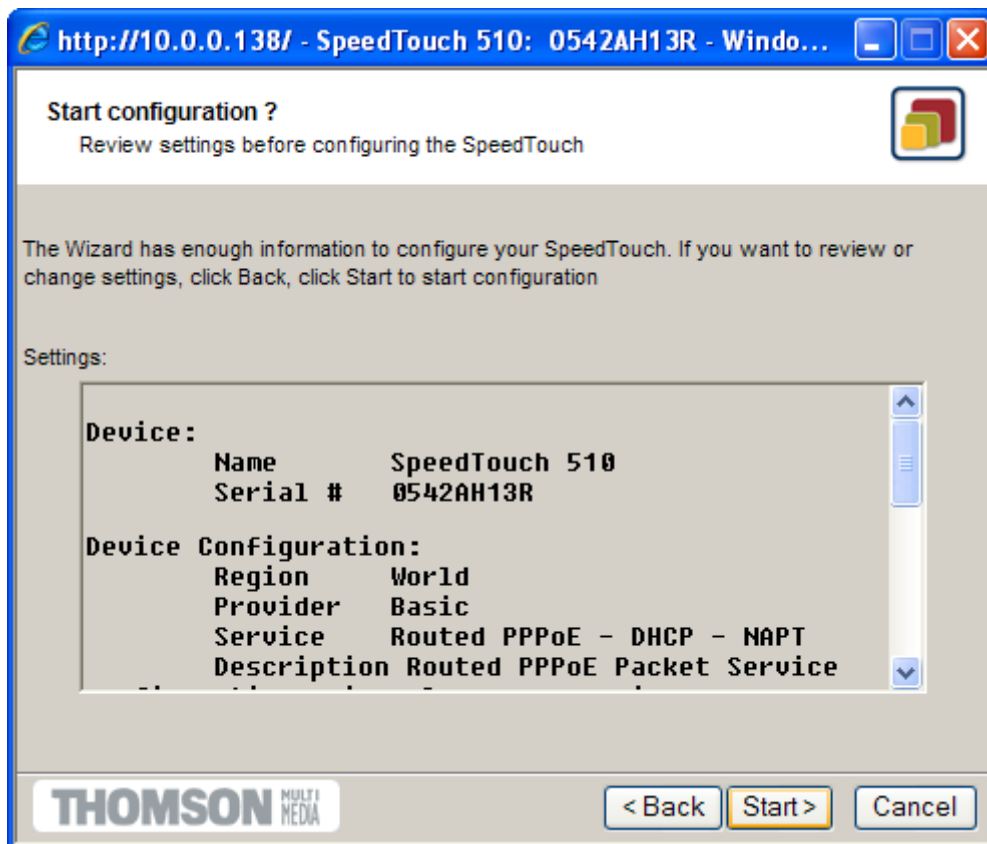 http://10.0.0.138/ - SpeedTouch 510: 0542AH13R - Windo...
Start configuration ?
Review settings before configuring the SpeedTouch
The Wizard has enough information to configure your SpeedTouch. If you want to review or
change settings, click Back, click Start to start configuration
Settings:
Device:
Name SpeedTouch 510
Serial # 0542AH13R
Device Configuration:
Region World
Provider Basic
Service Routed PPPoE - DHCP - NAPT
Description Routed PPPoE Packet Service
THOMSON MULTI MEDIA
< Back Start > Cancel